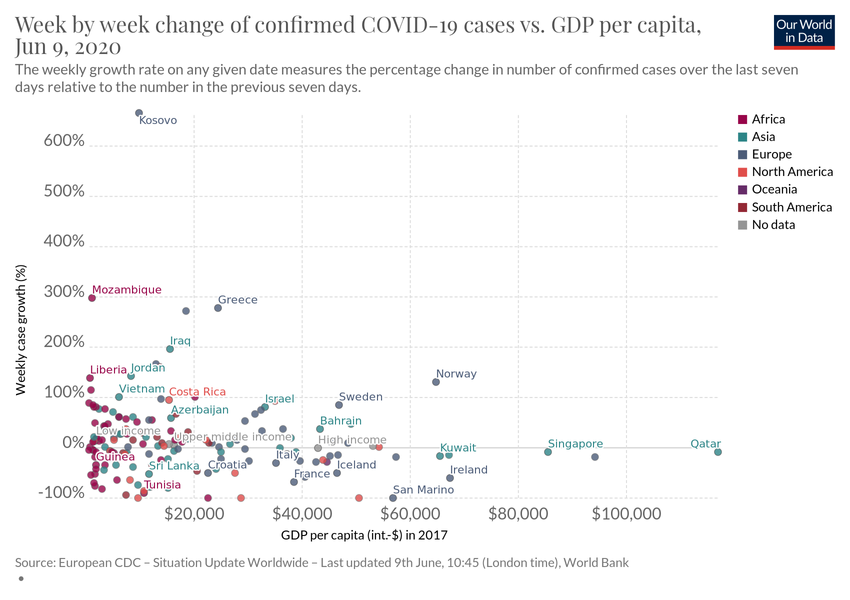 Week by week change of confirmed COVID-19 cases vs. GDP per capita,
Jun 9, 2020
Our World
in Data
The weekly growth rate on any given date measures the percentage change in number of confirmed cases over the last seven
days relative to the number in the previous seven days.
Kosovo
600%
500%
400%
300%
200%
100%
0%
-100%
Weekly case growth (%)
Mozambique
Greece
Iraq
Liberia
Jordan
Norway
Vietnam
Costa Rica
Israel
Sweden
Azerbaijan
Bahrain
Low income
Upper middle income
High income
Kuwait
Singapore
Qatar
Guinea
Italy
Sri Lanka
Croatia
Iceland
France
Ireland
Tunisia
San Marino
$20,000
$40,000
$60,000
$80,000
$100,000
GDP per capita (int.-$) in 2017
Africa
Asia
Europe
North America
Oceania
South America
No data
Source: European CDC – Situation Update Worldwide – Last updated 9th June, 10:45 (London time), World Bank